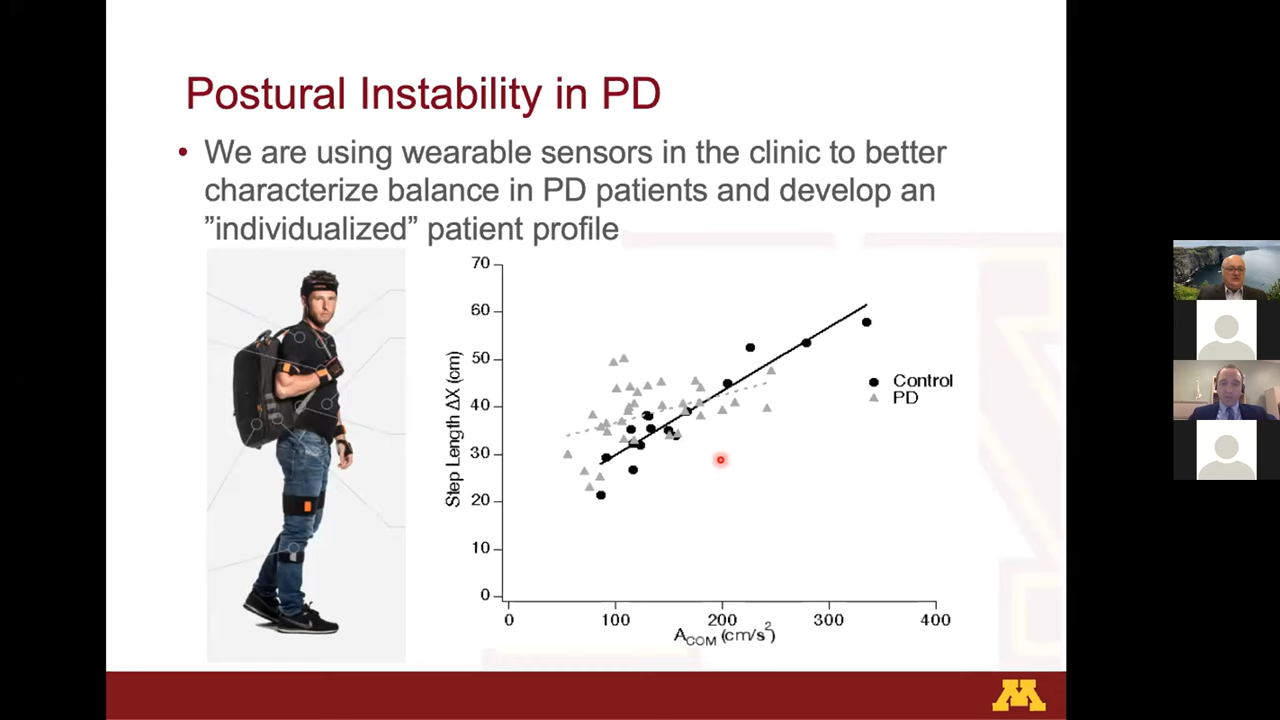 Postural Instability in PD
• We are using wearable sensors in the clinic to better
characterize balance in PD patients and develop an
”individualized” patient profile
70
60
50
40
30
20
10
0
Step Length ΔX (cm)
Control
PD
0 100 200 300 400
ACOM (cm/s2)
M